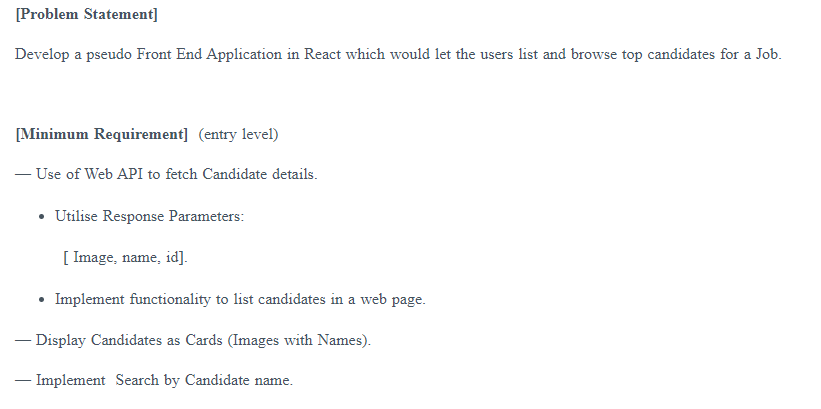 [Problem Statement]
Develop a pseudo Front End Application in React which would let the users list and browse top candidates for a Job.
[Minimum Requirement]  (entry level)
— Use of Web API to fetch Candidate details.
• Utilise Response Parameters:
[ Image, name, id].
• Implement functionality to list candidates in a web page.
— Display Candidates as Cards (Images with Names).
— Implement  Search by Candidate name.